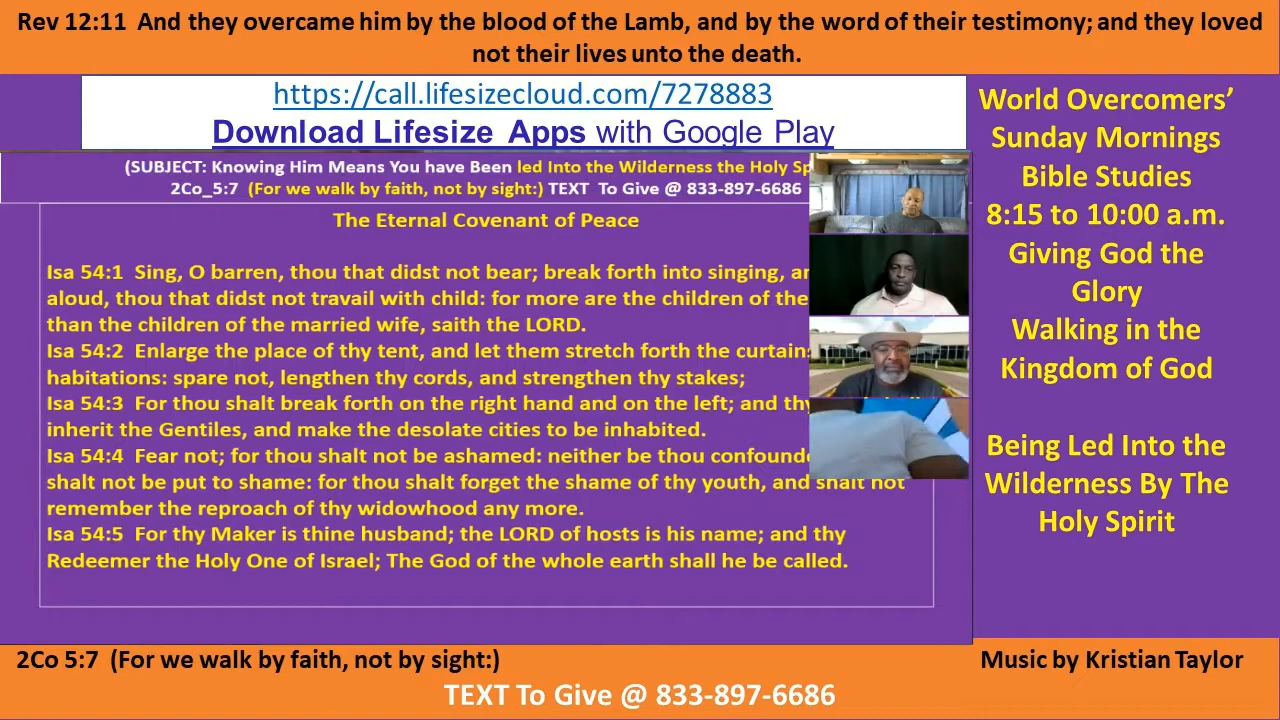 Rev 12:11 And they overcame him by the blood of the Lamb, and by the word of their testimony; and they loved
not their lives unto the death.
https://call.lifesizecloud.com/7278883
Download Lifesize Apps with Google Play
(SUBJECT: Knowing Him Means You have Been led Into the Wilderness the Holy
2Co_5:7 (For we walk by faith, not by sight:) TEXT To Give @ 833-897-6686
The Eternal Covenant of Peace
Isa 54:1 Sing, O barren, thou that didst not bear; break forth into singing,
aloud, thou that didst not travail with child: for more are the children of the
than the children of the married wife, saith the LORD.
Isa 54:2 Enlarge the place of thy tent, and let them stretch forth the
habitations: spare not, lengthen thy cords, and strengthen thy stakes;
Isa 54:3 For thou shalt break forth on the right hand and on the left; and
inherit the Gentiles, and make the desolate cities to be inhabited.
Isa 54:4 Fear not; for thou shalt not be ashamed: neither be thou
shalt not be put to shame: for thou shalt forget the shame of thy youth, and shalt not
remember the reproach of thy widowhood any more.
Isa 54:5 For thy Maker is thine husband; the LORD of hosts is his name; and thy
Redeemer the Holy One of Israel; The God of the whole earth shall he be called.
World Overcomers'
Sunday Mornings
Bible Studies
8:15 to 10:00 a.m.
Giving God the
Glory
Walking in the
Kingdom of God
Being Led Into the
Wilderness By The
Holy Spirit
2Co 5:7 (For we walk by faith, not by sight:)
Music by Kristian Taylor
TEXT To Give @ 833-897-6686